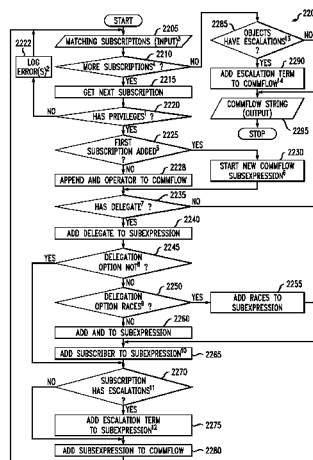 START
2205
MATCHING SUBSCRIPTIONS (INPUT)
2210
MORE SUBSCRIPTIONS ?
NO
YES
2215
GET NEXT SUBSCRIPTION
2222
LOG
ERROR(S)
2220
NO
HAS PRIVILEGES ?
YES
2225
FIRST
SUBSCRIPTION ADDED
?
YES
NO
2228
APPEND AND OPERATOR TO COMMFLOW
2230
START NEW COMMFLOW
SUBEXPRESSION
2235
HAS DELEGATE ?
NO
YES
2240
ADD DELEGATE TO SUBEXPRESSION
2245
YES
DELEGATION
OPTION NOT ?
NO
2250
DELEGATION
OPTION RACES ?
YES
2255
ADD RACES TO
SUBEXPRESSION
NO
2260
ADD AND TO SUBEXPRESSION
ADD SUBSCRIBER TO SUBEXPRESSION
2265
2270
NO
SUBSCRIPTION
HAS ESCALATIONS
?
YES
ADD ESCALATION TERM
TO SUBEXPRESSION
2275
ADD SUBEXPRESSION TO COMMFLOW
2280
2285
OBJECTS
HAVE ESCALATIONS
?
NO
YES
2290
ADD ESCALATION TERM
TO COMMFLOW
COMMFLOW STRING
(OUTPUT)
2295
STOP